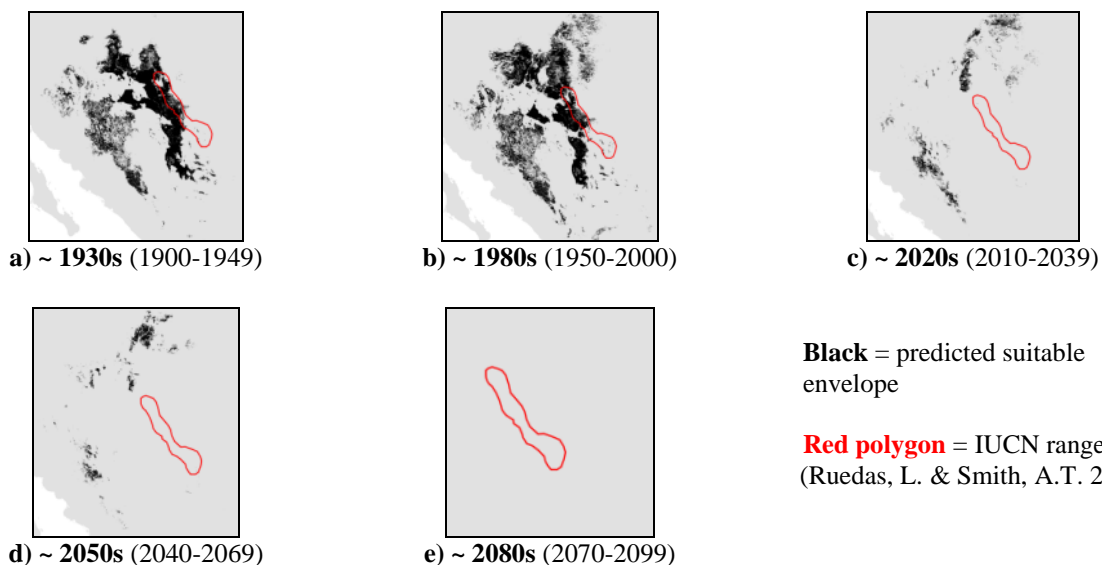 a) ~ 1930s (1900-1949)
b) ~ 1980s (1950-2000)
c) ~ 2020s (2010-2039)
Black = predicted suitable
envelope
Red polygon = IUCN range
(Ruedas, L. & Smith, A.T. 2
d) ~ 2050s (2040-2069)
e) ~ 2080s (2070-2099)